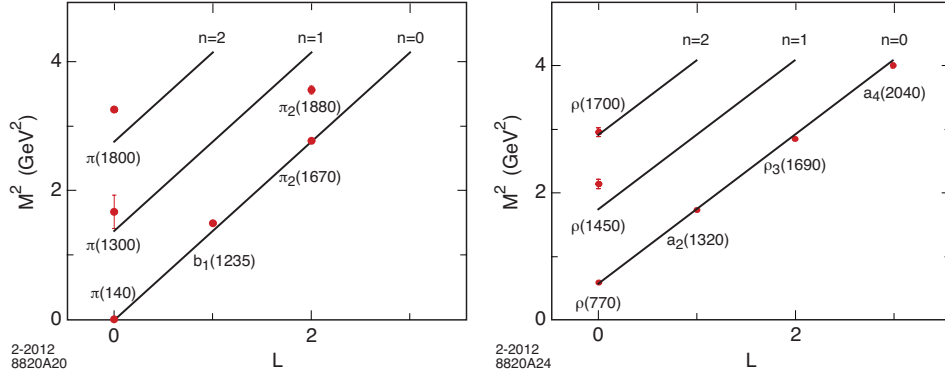 n=2 n=1 n=0
4
M² (GeV²)
π₂(1880)
π(1800)
π₂(1670)
2
π(1300)
b₁(1235)
π(140)
0
0 2
L
2-2012
8820A20
n=2 n=1 n=0
4
M² (GeV²)
a₄(2040)
ρ(1700)
ρ₃(1690)
2
ρ(1450)
a₂(1320)
ρ(770)
0
0 2
L
2-2012
8820A24